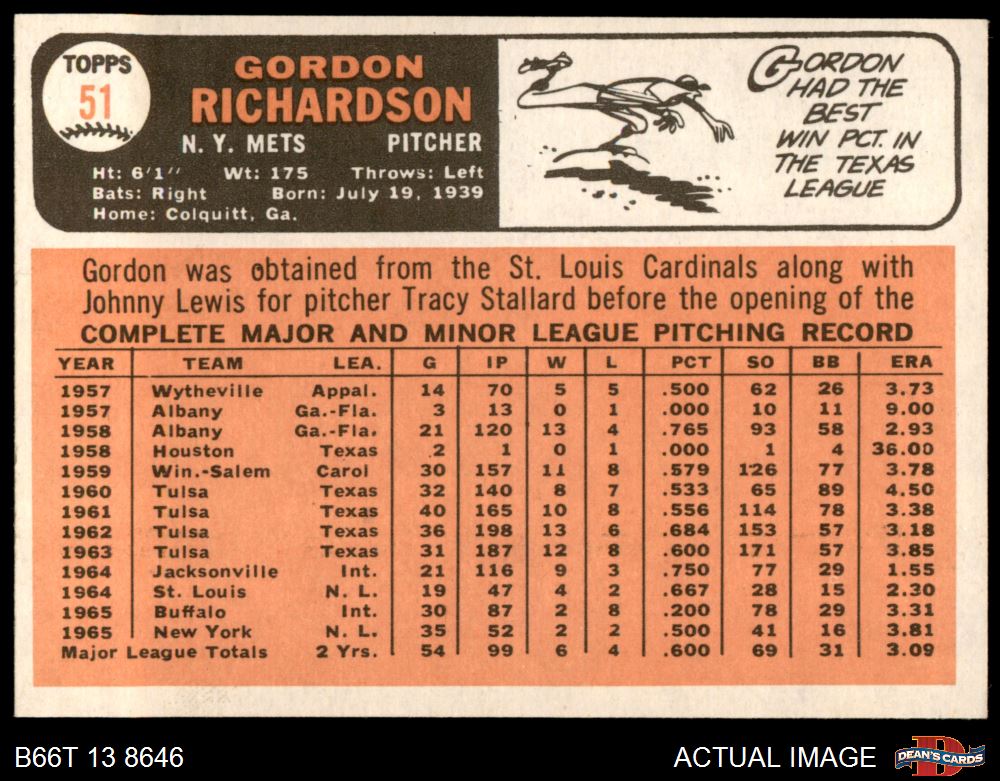 TOPPS
51
GORDON
RICHARDSON
N. Y. METS PITCHER
Ht: 6'1" Wt: 175 Throws: Left
Bats: Right Born: July 19, 1939
Home: Colquitt, Ga.
GORDON
HAD THE
BEST
WIN PCT. IN
THE TEXAS
LEAGUE
Gordon was obtained from the St. Louis Cardinals along with
Johnny Lewis for pitcher Tracy Stallard before the opening of the
COMPLETE MAJOR AND MINOR LEAGUE PITCHING RECORD
YEAR TEAM LEA. G IP W L PCT SO BB ERA
1957 Wytheville Appal. 14 70 5 5 .500 62 26 3.73
1957 Albany Ga.-Fla. 3 13 0 1 .000 10 11 9.00
1958 Albany Ga.-Fla. 21 120 13 4 .765 93 58 2.93
1958 Houston Texas 2 1 0 1 .000 1 4 36.00
1959 Win.-Salem Carol 30 157 11 8 .579 126 77 3.78
1960 Tulsa Texas 32 140 8 7 .533 65 89 4.50
1961 Tulsa Texas 40 165 10 8 .556 114 78 3.38
1962 Tulsa Texas 36 198 13 6 .684 153 57 3.18
1963 Tulsa Texas 31 187 12 8 .600 171 57 3.85
1964 Jacksonville Int. 21 116 9 3 .750 77 29 1.55
1964 St. Louis N. L. 19 47 4 2 .667 28 15 2.30
1965 Buffalo Int. 30 87 2 8 .200 78 29 3.31
1965 New York N. L. 35 52 2 2 .500 41 16 3.81
Major League Totals 2 Yrs. 54 99 6 4 .600 69 31 3.09
B66T 13 8646 ACTUAL IMAGE
D
DEAN'S CARDS